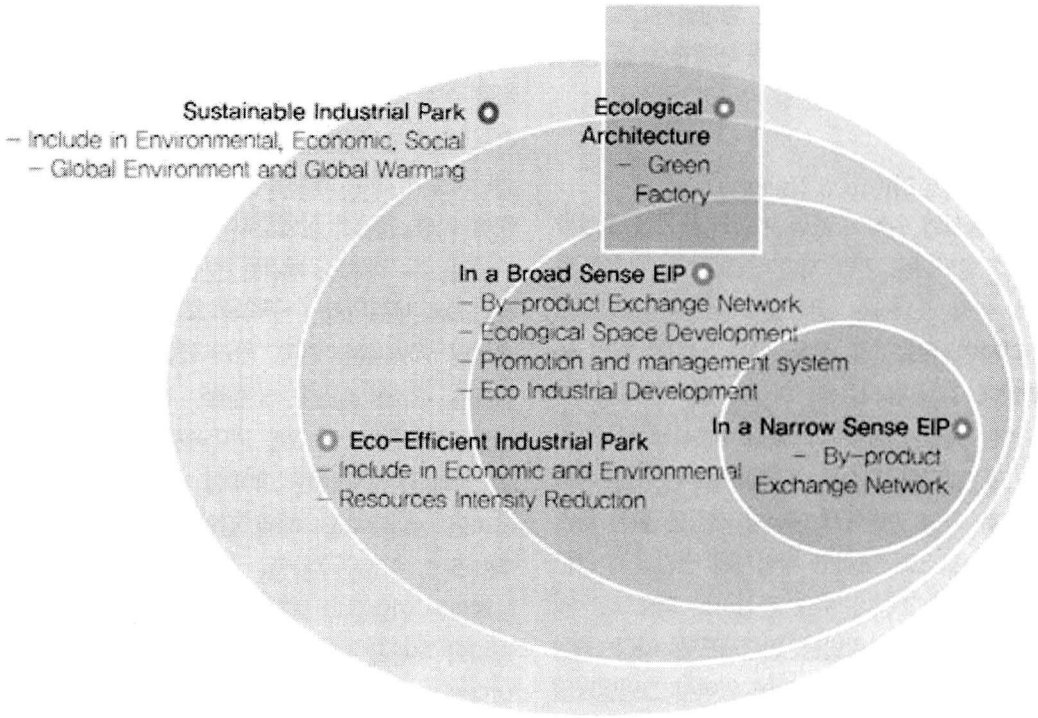 Sustainable Industrial Park
– Include in Environmental, Economic, Social
– Global Environment and Global Warming
Ecological
Architecture
– Green
Factory
In a Broad Sense EIP
– By-product Exchange Network
– Ecological Space Development
– Promotion and management system
– Eco Industrial Development
Eco-Efficient Industrial Park
– Include in Economic and Environmental
– Resources Intensity Reduction
In a Narrow Sense EIP
– By-product
Exchange Network